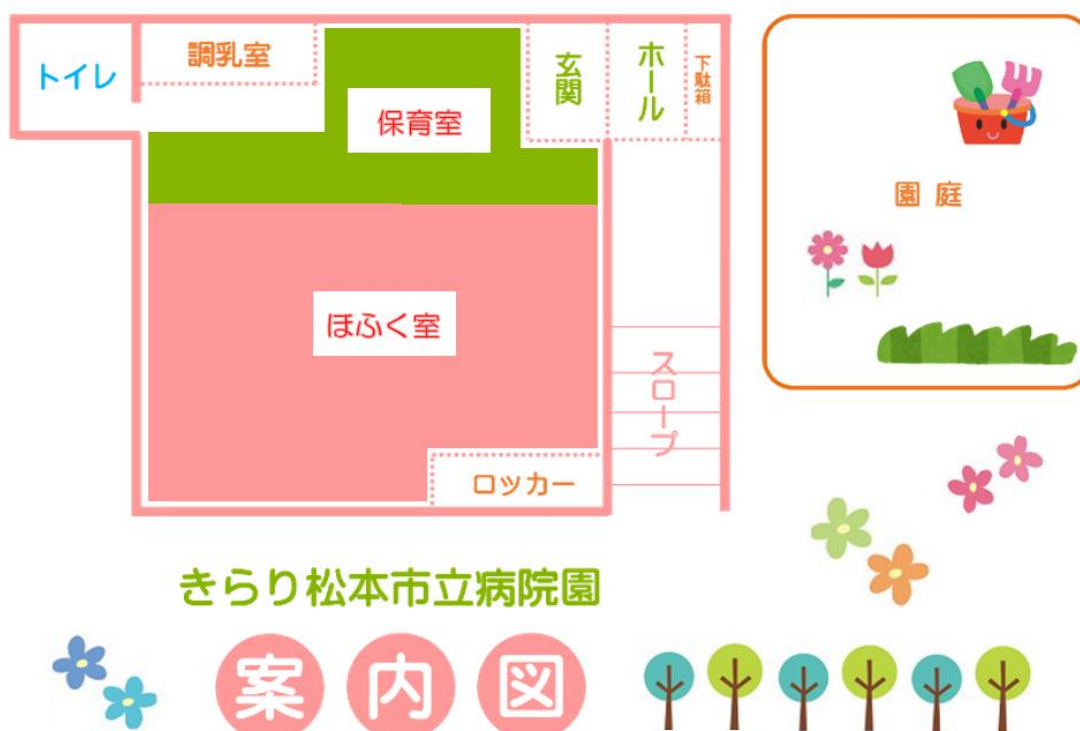 トイレ
調乳室
玄関
ホール
下駄箱
保育室
園庭
ほふく室
スロープ
ロッカー
きらり松本市立病院園
案内図